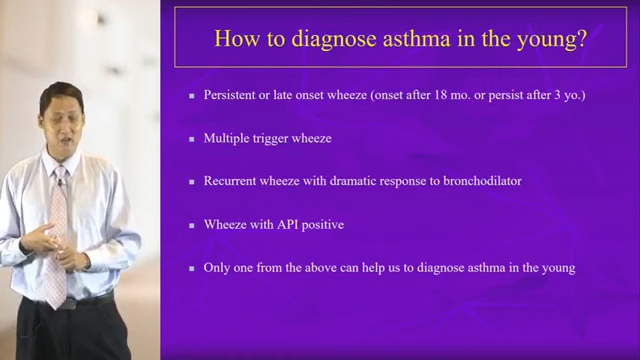 How to diagnose asthma in the young?
Persistent or late onset wheeze (onset after 18 mo. or persist after 3 yo.)
Multiple trigger wheeze
Recurrent wheeze with dramatic response to bronchodilator
Wheeze with API positive
Only one from the above can help us to diagnose asthma in the young